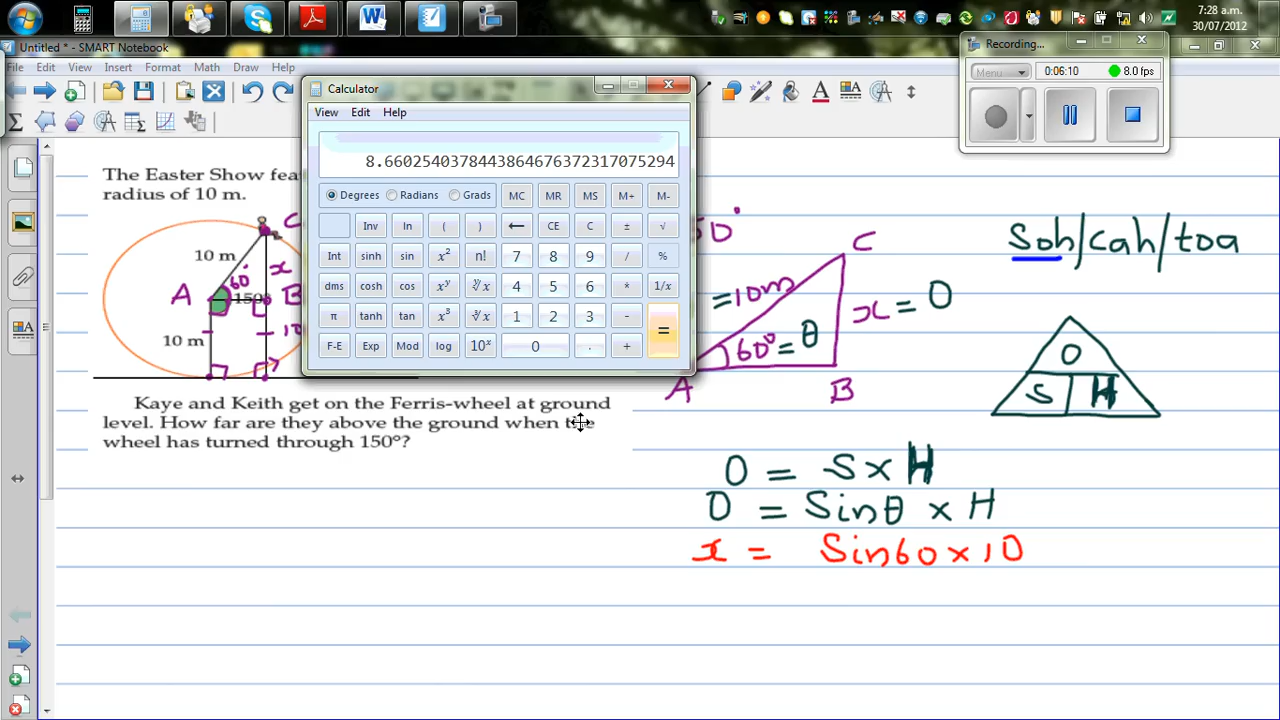 7:28 a.m.
30/07/2012
Untitled * - SMART Notebook
File Edit View Insert Format Math Draw Help
Recording...
Menu
0:06:10
8.0 fps
Calculator
View Edit Help
8.6602540378443864676372317075294
Degrees Radians Grads MC MR MS M+ M-
Inv ln ( ) ← CE C ± √
Int sinh sin x² n! 7 8 9 / %
dms cosh cos xʸ ʸ√x 4 5 6 * 1/x
π tanh tan x³ ³√x 1 2 3 - =
F-E Exp Mod log 10ˣ 0 . +
The Easter Show fea
radius of 10 m.
C
10 m
x
60°
A
150°
B
10 m
10
Kaye and Keith get on the Ferris-wheel at ground
level. How far are they above the ground when the
wheel has turned through 150°?
50°
C
=10m
x = O
60° = θ
A
B
Soh/Cah/toa
O
S H
O = S x H
O = Sinθ x H
x = Sin60 x 10